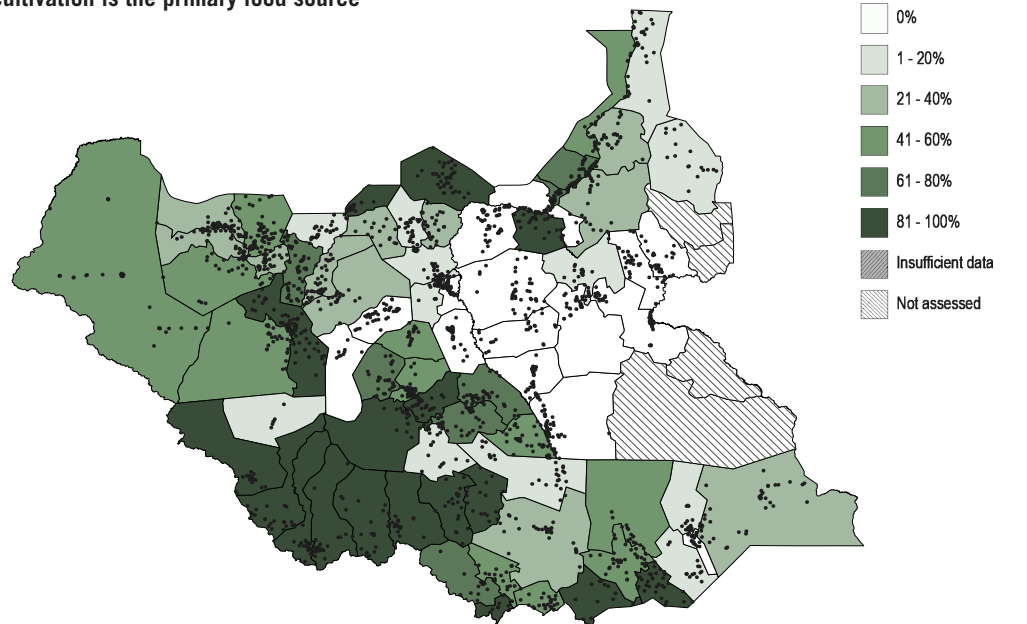 cultivation is the primary food source
0%
1 - 20%
21 - 40%
41 - 60%
61 - 80%
81 - 100%
Insufficient data
Not assessed